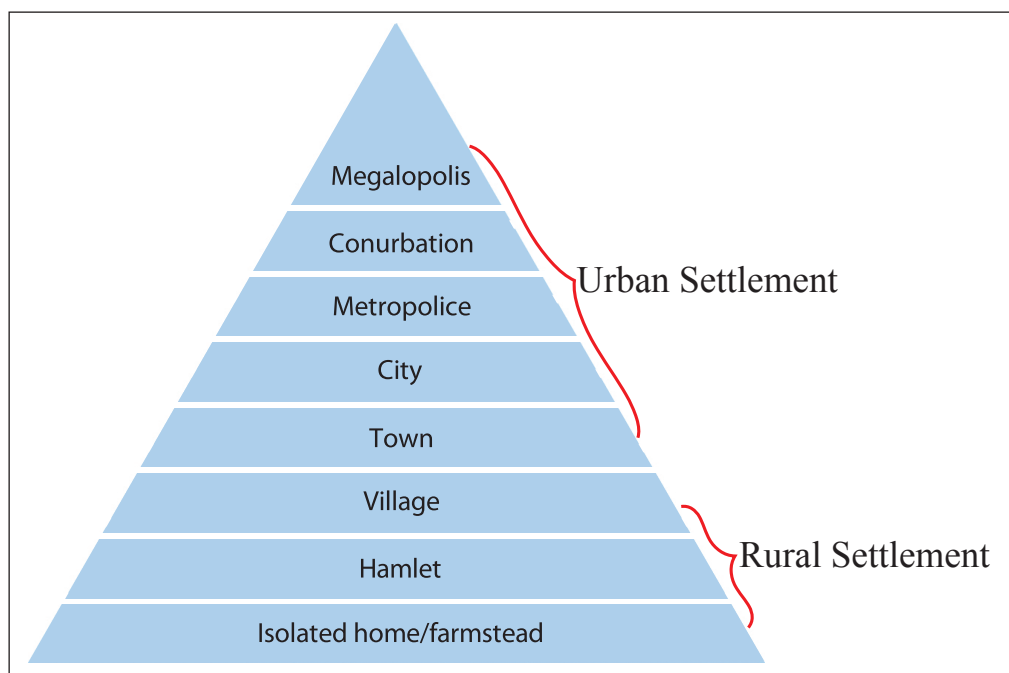 Megalopolis
Conurbation
Urban Settlement
Metropolice
City
Town
Village
Rural Settlement
Hamlet
Isolated home/farmstead